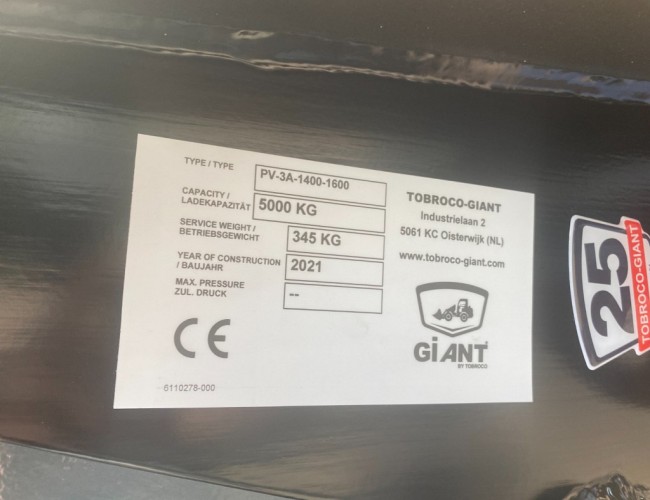 TYPE / TYPE
PV-3A-1400-1600
CAPACITY /
LADEKAPAZITÄT
5000 KG
SERVICE WEIGHT /
BETRIEBSGEWICHT
345 KG
YEAR OF CONSTRUCTION
/ BAUJAHR
2021
MAX. PRESSURE
ZUL. DRUCK
--
CE
6110278-000
TOBROCO-GIANT
Industrielaan 2
5061 KC Oisterwijk (NL)
www.tobroco-giant.com
GiANT
BY TOBROCO
25
TOBROCO-GIANT